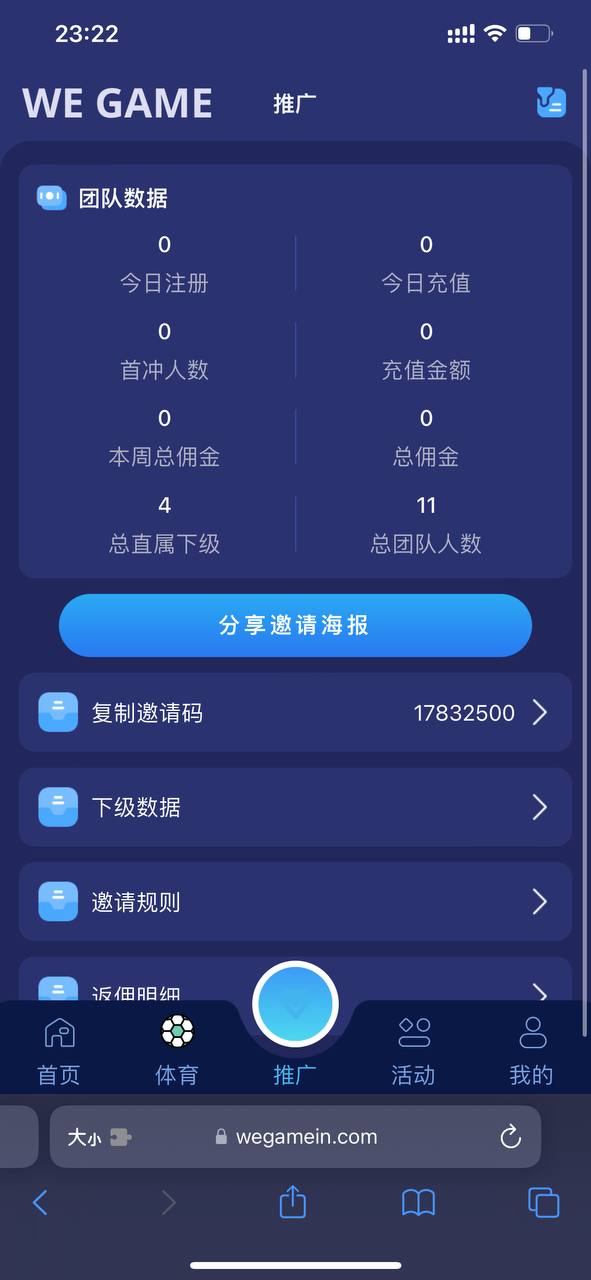 23:22
WE GAME
推广
团队数据
0
0
今日注册
今日充值
0
0
首冲人数
充值金额
0
0
本周总佣金
总佣金
4
11
总直属下级
总团队人数
分享邀请海报
复制邀请码
17832500
下级数据
邀请规则
返佣明细
首页
体育
推广
活动
我的
大小
wegamein.com